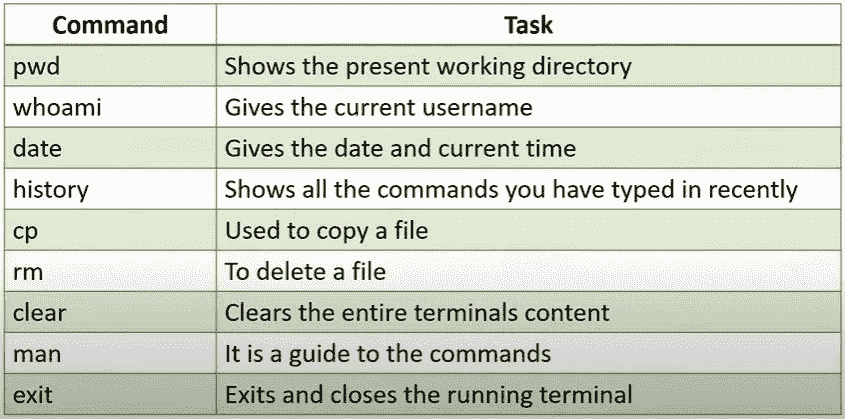 Command Task
pwd Shows the present working directory
whoami Gives the current username
date Gives the date and current time
history Shows all the commands you have typed in recently
cp Used to copy a file
rm To delete a file
clear Clears the entire terminals content
man It is a guide to the commands
exit Exits and closes the running terminal